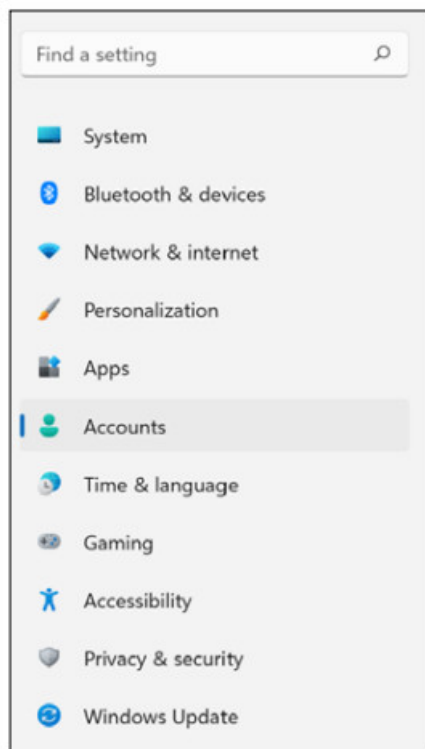 Find a setting
System
Bluetooth & devices
Network & internet
Personalization
Apps
Accounts
Time & language
Gaming
Accessibility
Privacy & security
Windows Update